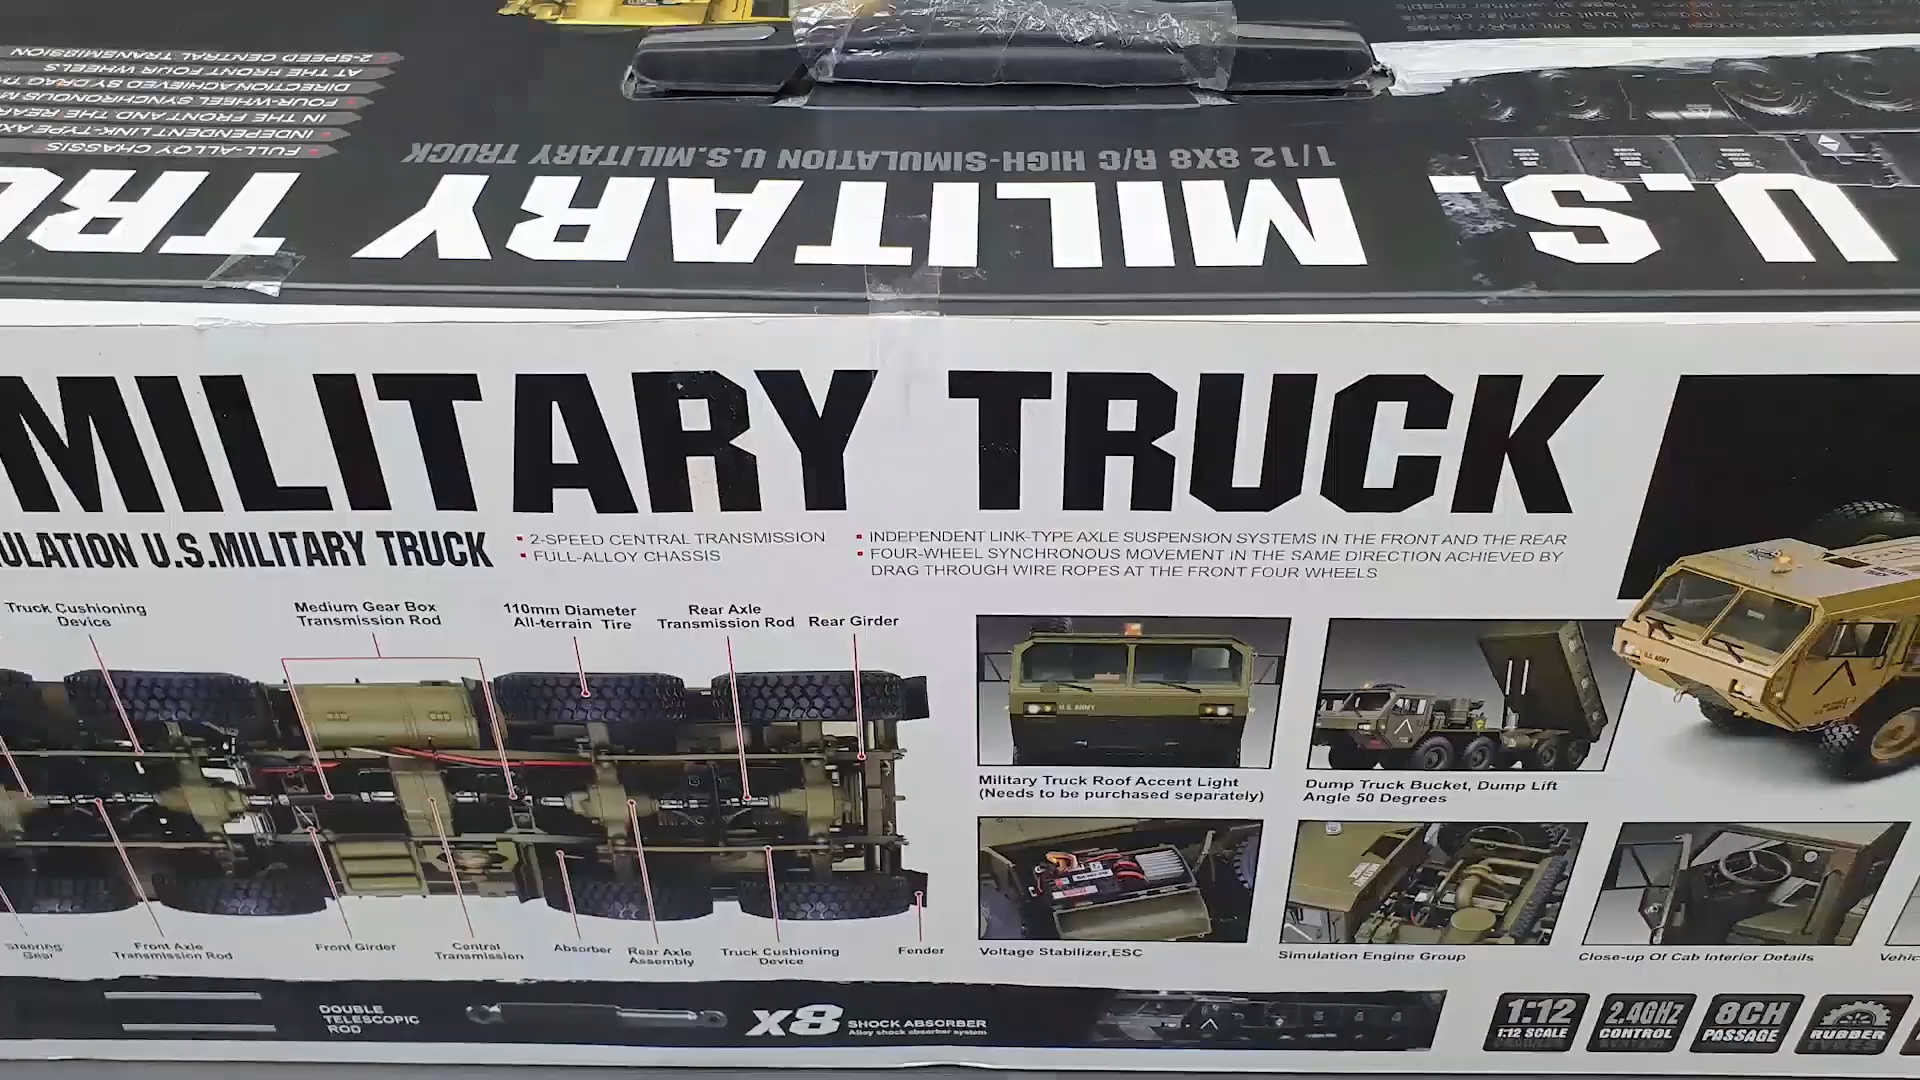 2-SPEED CENTRAL TRANSMISSION
AT THE FRONT FOUR WHEELS
DIRECTION ACHIEVED BY DRAG
FOUR-WHEEL SYNCHRONOUS
IN THE FRONT AND THE REAR
INDEPENDENT LINK-TYPE
FULL-ALLOY CHASSIS
1/12 8X8 R/C HIGH-SIMULATION U.S.MILITARY TRUCK
U.S. MILITARY TRU
MILITARY TRUCK
ULATION U.S.MILITARY TRUCK
2-SPEED CENTRAL TRANSMISSION
FULL-ALLOY CHASSIS
INDEPENDENT LINK-TYPE AXLE SUSPENSION SYSTEMS IN THE FRONT AND THE REAR
FOUR-WHEEL SYNCHRONOUS MOVEMENT IN THE SAME DIRECTION ACHIEVED BY
DRAG THROUGH WIRE ROPES AT THE FRONT FOUR WHEELS
Truck Cushioning
Device
Medium Gear Box
Transmission Rod
110mm Diameter
All-terrain Tire
Rear Axle
Transmission Rod
Rear Girder
U.S. ARMY
U.S. ARMY
Military Truck Roof Accent Light
(Needs to be purchased separately)
Dump Truck Bucket, Dump Lift
Angle 50 Degrees
Steering
Gear
Front Axle
Transmission Rod
Front Girder
Central
Transmission
Absorber
Rear Axle
Assembly
Truck Cushioning
Device
Fender
Voltage Stabilizer,ESC
Simulation Engine Group
Close-up Of Cab Interior Details
Vehic
DOUBLE
TELESCOPIC
ROD
X8 SHOCK ABSORBER
Alloy shock absorber system
1:12
1:12 SCALE
2.4GHz
CONTROL
8CH
PASSAGE
RUBBER